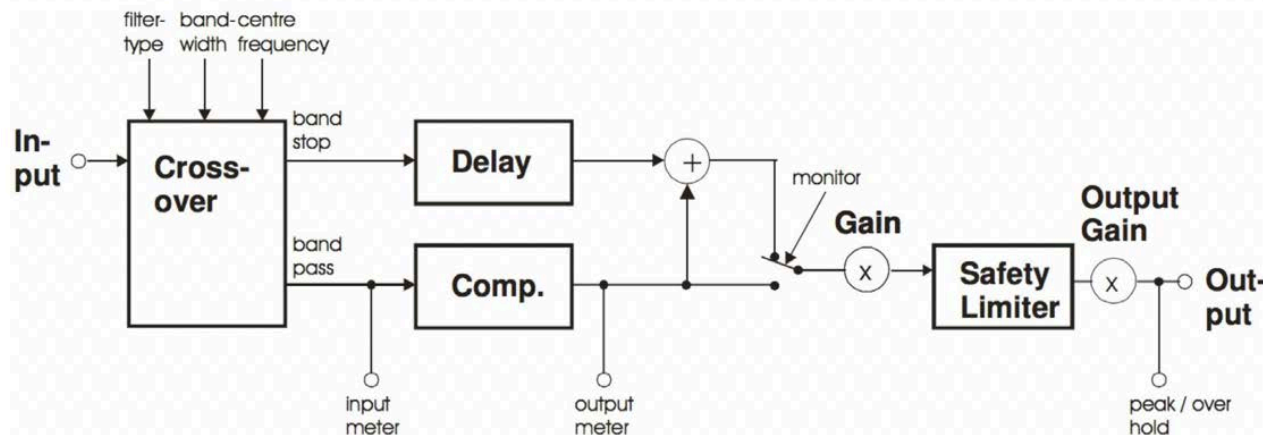 filter-
type
band-
width
centre
frequency
In-
put
Cross-
over
band
stop
band
pass
Delay
Comp.
+
monitor
Gain
x
Safety
Limiter
Output
Gain
x
Out-
put
input
meter
output
meter
peak / over
hold